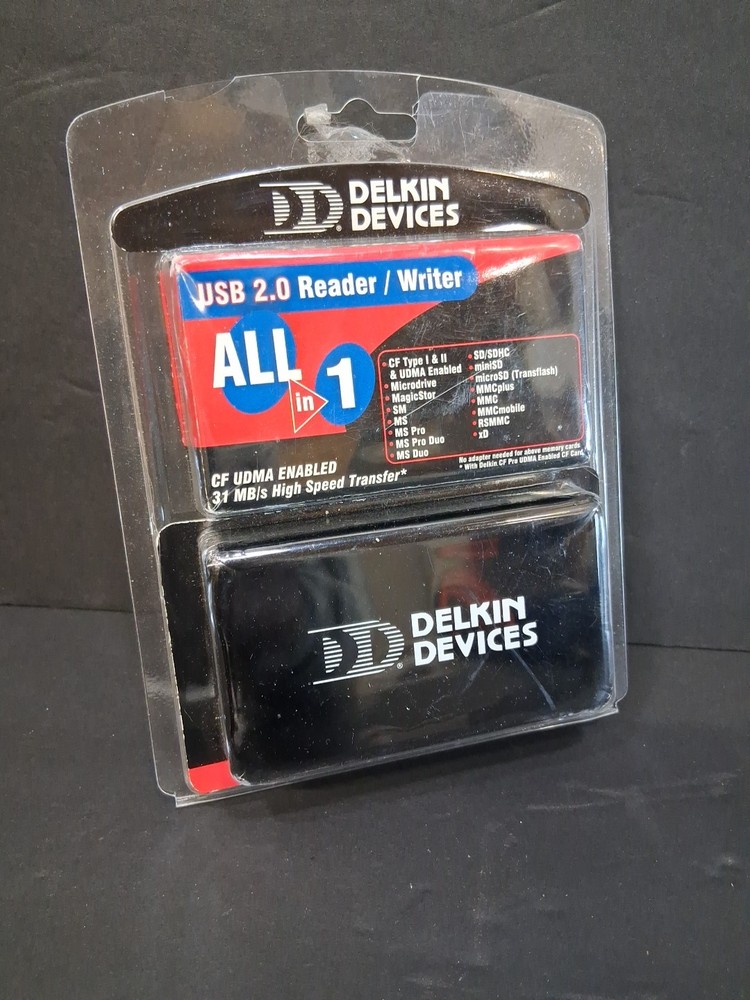 DELKIN
DEVICES®
USB 2.0 Reader / Writer
ALL
in
1
• CF Type I & II
& UDMA Enabled
• Microdrive
• MagicStor
• SM
• MS
• MS Pro
• MS Pro Duo
• MS Duo
• SD/SDHC
• miniSD
• microSD (Transflash)
• MMCplus
• MMC
• MMCmobile
• RSMMC
• xD
No adapter needed for above memory cards
* With Delkin CF Pro UDMA Enabled CF Card
CF UDMA ENABLED
31 MB/s High Speed Transfer*
DELKIN
DEVICES®